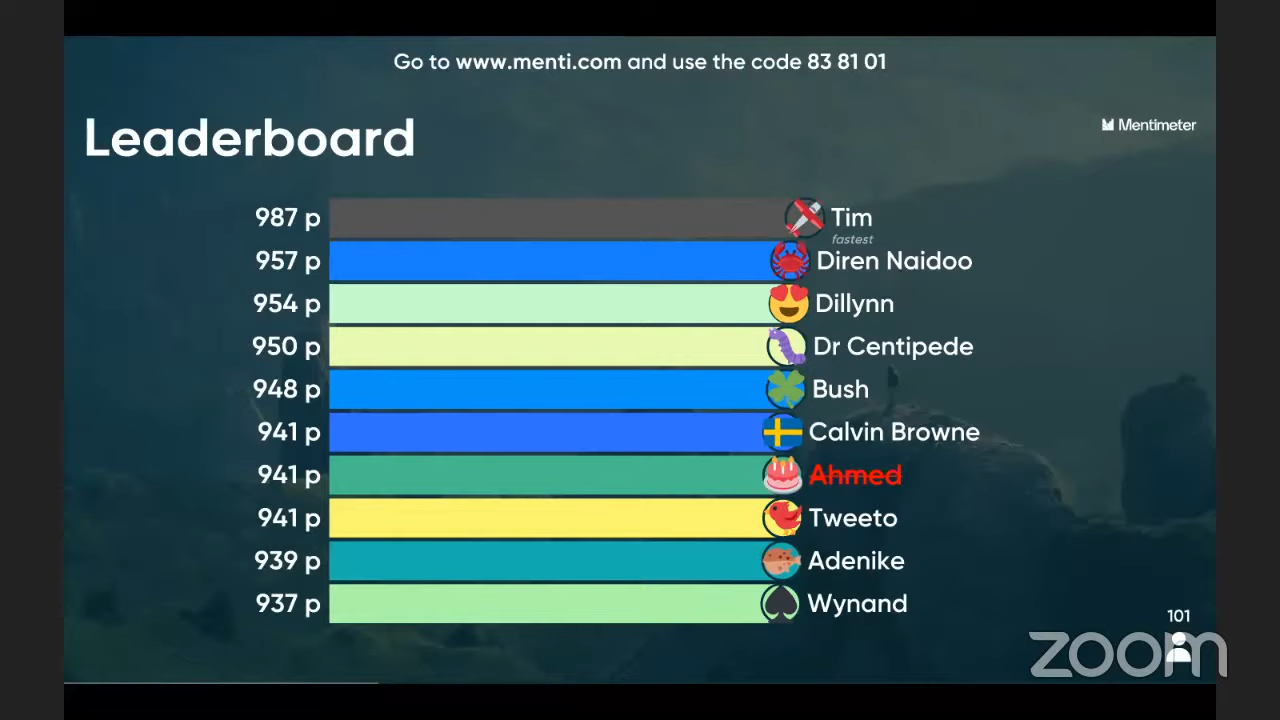 Go to www.menti.com and use the code 83 81 01
Leaderboard
Mentimeter
987 p Tim
fastest
957 p Diren Naidoo
954 p Dillynn
950 p Dr Centipede
948 p Bush
941 p Calvin Browne
941 p Ahmed
941 p Tweeto
939 p Adenike
937 p Wynand
101
zoom